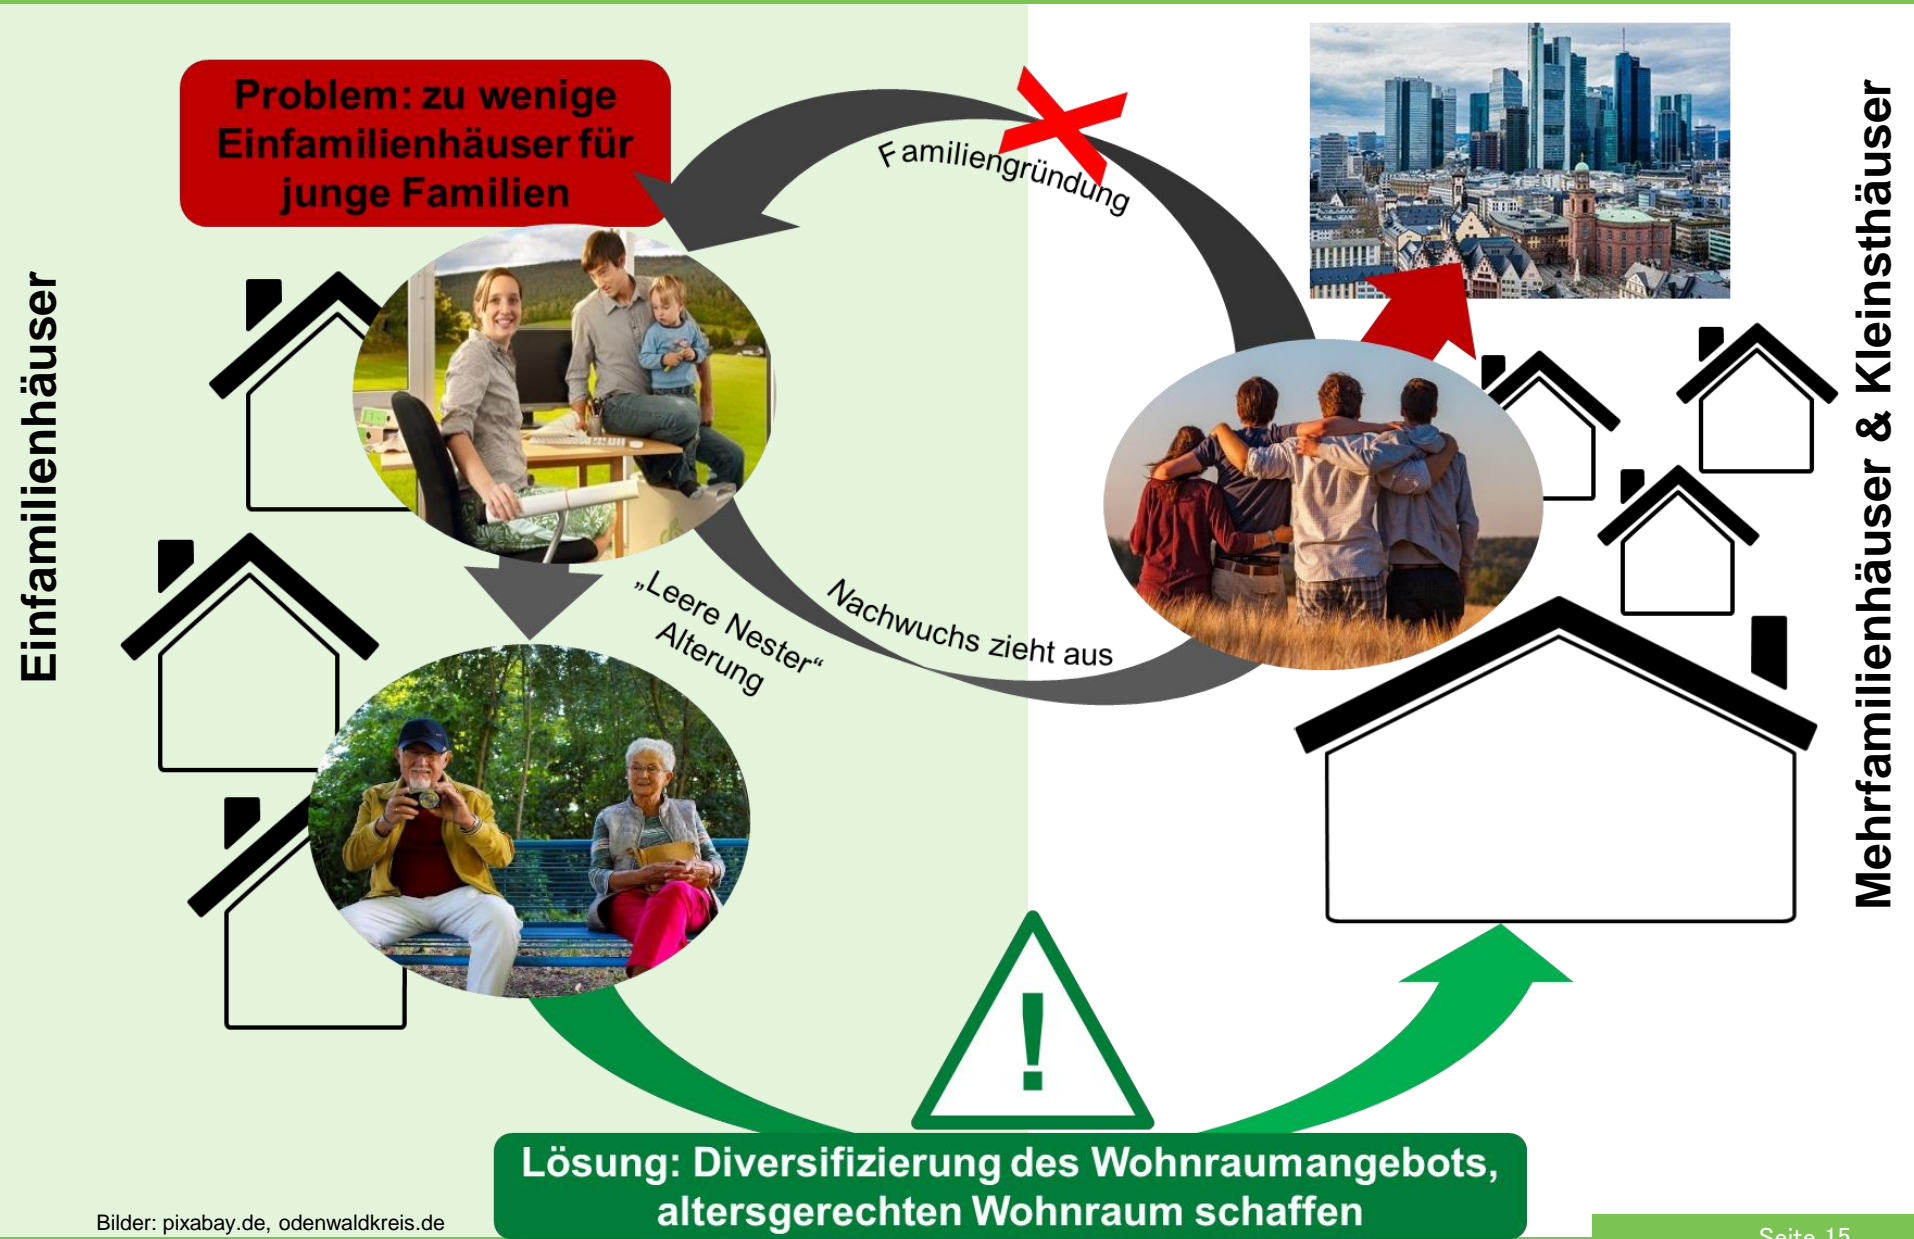 Problem: zu wenige
Einfamilienhäuser für
junge Familien
Familiengründung
Einfamilienhäuser
Mehrfamilienhäuser & Kleinsthäuser
„Leere Nester“
Alterung
Nachwuchs zieht aus
!
Lösung: Diversifizierung des Wohnraumangebots,
altersgerechten Wohnraum schaffen
Bilder: pixabay.de, odenwaldkreis.de
Seite 15